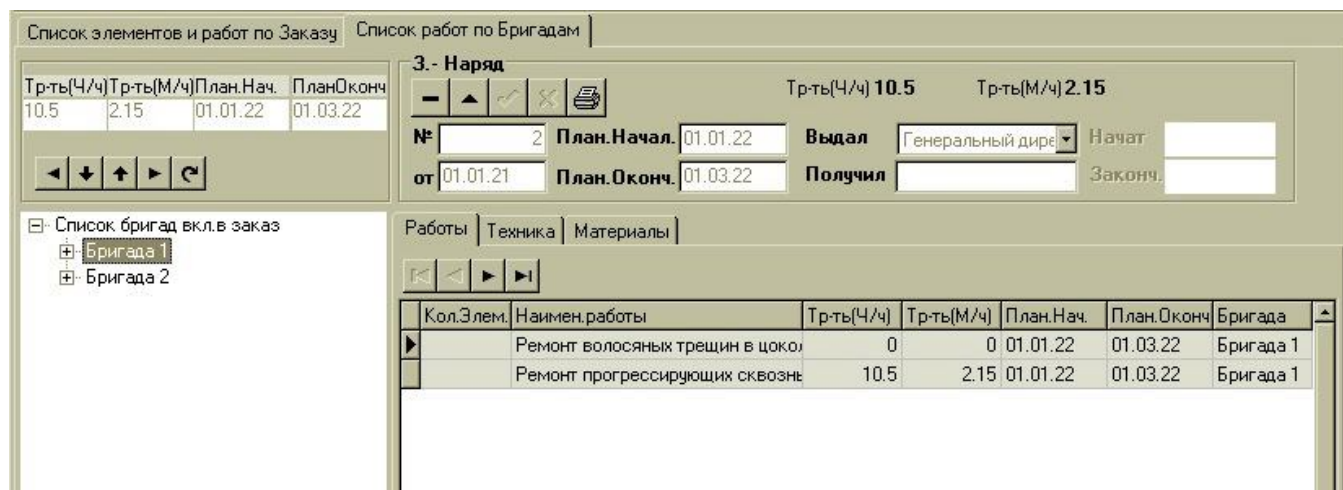 Список элементов и работ по Заказу Список работ по Бригадам
Тр-ть(Ч/ч) Тр-ть(М/ч) План.Нач. ПланОконч
10.5 2.15 01.01.22 01.03.22
3.- Наряд
Тр-ть(Ч/ч) 10.5 Тр-ть(М/ч) 2.15
№ 2 План.Начал. 01.01.22 Выдал Генеральный дире Начат
от 01.01.21 План.Оконч. 01.03.22 Получил Законч.
Список бригад вкл.в заказ
Бригада 1
Бригада 2
Работы Техника Материалы
Кол.Элем. Наимен.работы Тр-ть(Ч/ч) Тр-ть(М/ч) План.Нач. План.Оконч Бригада
Ремонт волосяных трещин в цокол 0 0 01.01.22 01.03.22 Бригада 1
Ремонт прогрессирующих сквозны 10.5 2.15 01.01.22 01.03.22 Бригада 1